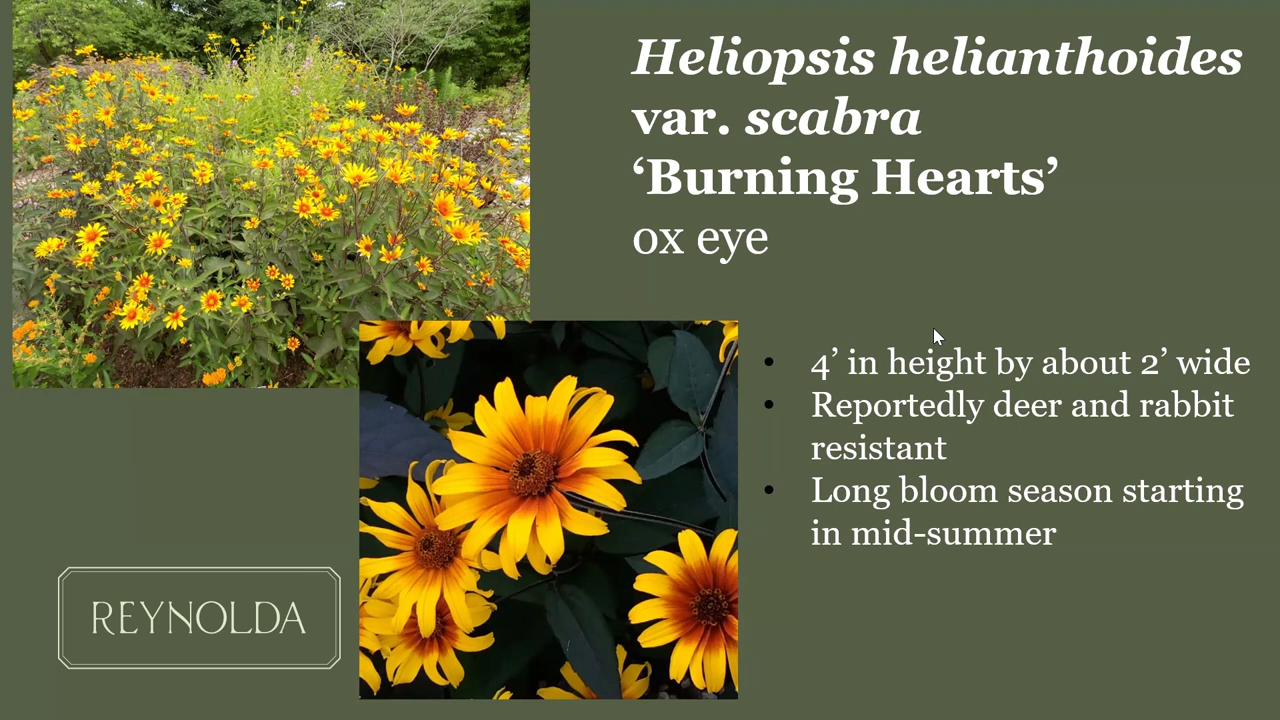 Heliopsis helianthoides
var. scabra
‘Burning Hearts’
ox eye
• 4’ in height by about 2’ wide
• Reportedly deer and rabbit
resistant
• Long bloom season starting
in mid-summer
REYNOLDA